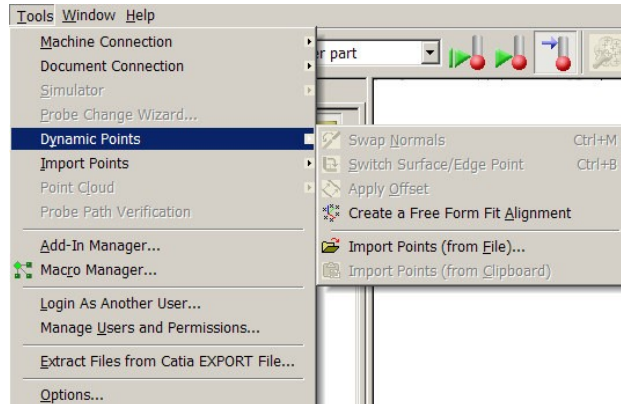 Tools Window Help
Machine Connection
Document Connection
Simulator
Probe Change Wizard...
Dynamic Points
Import Points
Point Cloud
Probe Path Verification
Add-In Manager...
Macro Manager...
Login As Another User...
Manage Users and Permissions...
Extract Files from Catia EXPORT File...
Options...
part
Swap Normals Ctrl+M
Switch Surface/Edge Point Ctrl+B
Apply Offset
Create a Free Form Fit Alignment
Import Points (from File)...
Import Points (from Clipboard)